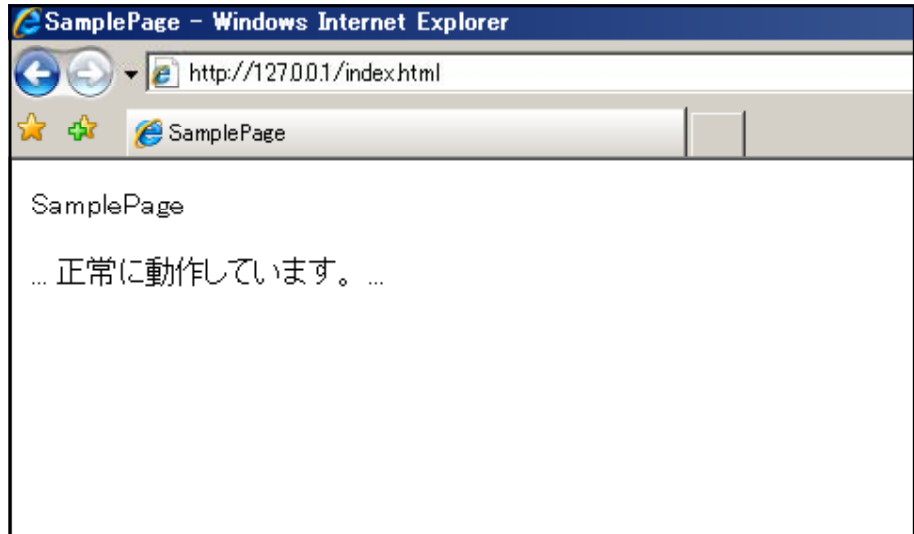 SamplePage - Windows Internet Explorer
http://127.0.0.1/index.html
SamplePage
SamplePage
... 正常に動作しています。 ...